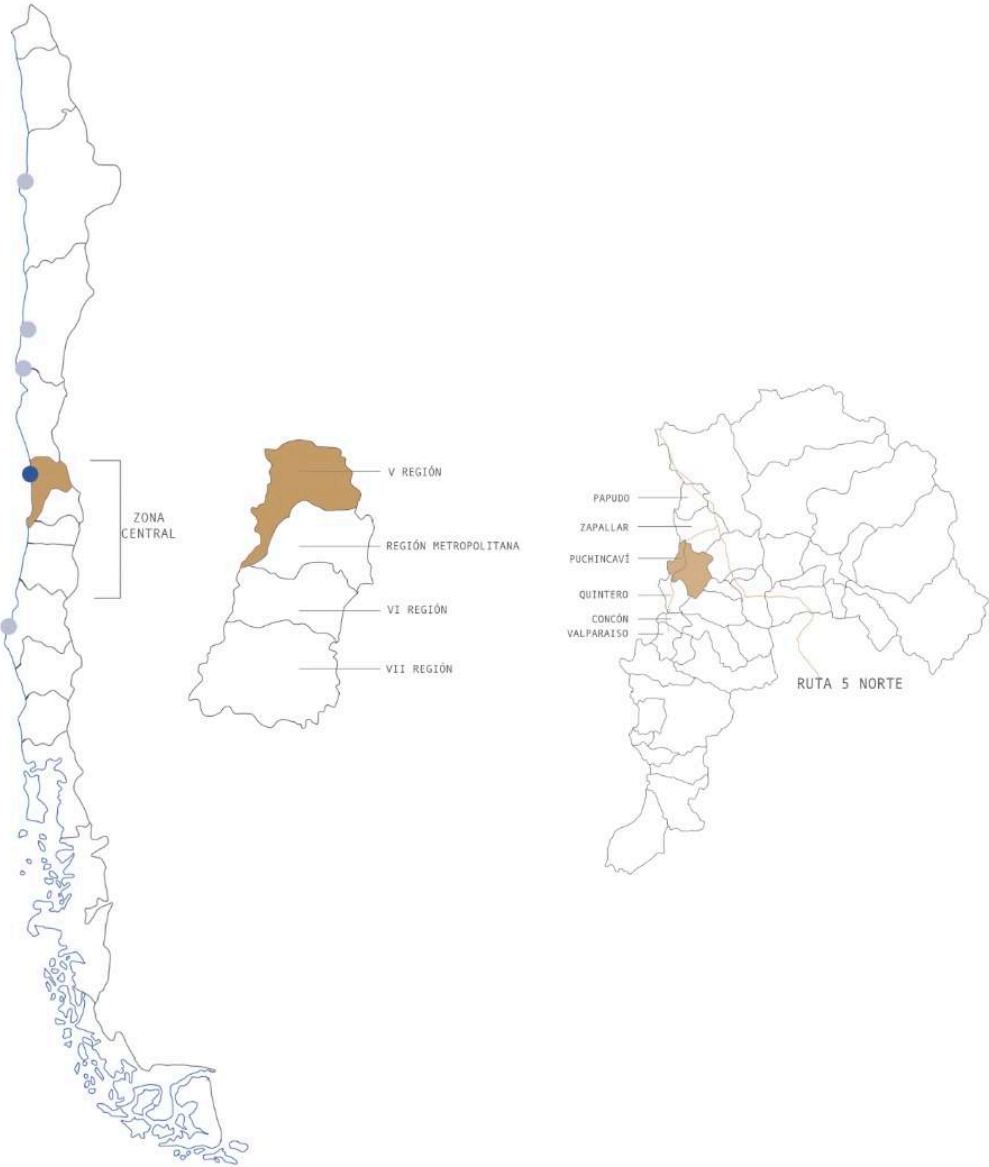 ZONA
CENTRAL
V REGIÓN
REGIÓN METROPOLITANA
VI REGIÓN
VII REGIÓN
PAPUDO
ZAPALLAR
PUCHINCAVÍ
QUINTERO
CONCÓN
VALPARAISO
RUTA 5 NORTE